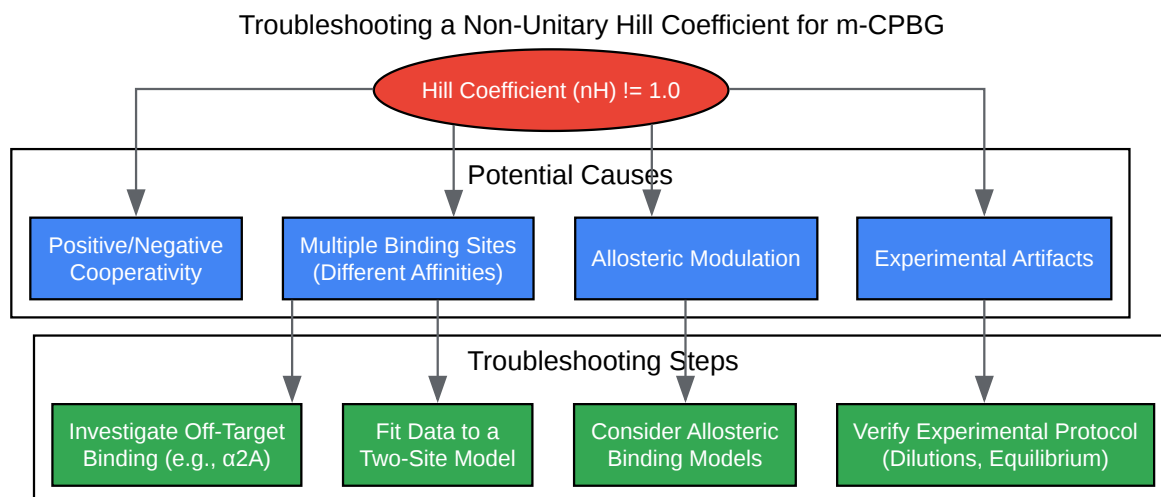 Troubleshooting a Non-Unitary Hill Coefficient for m-CPBG
Hill Coefficient (nH) != 1.0
Potential Causes
Positive/Negative
Cooperativity
Multiple Binding Sites
(Different Affinities)
Allosteric Modulation
Experimental Artifacts
Troubleshooting Steps
Investigate Off-Target
Binding (e.g., α2A)
Fit Data to a
Two-Site Model
Consider Allosteric
Binding Models
Verify Experimental Protocol
(Dilutions, Equilibrium)